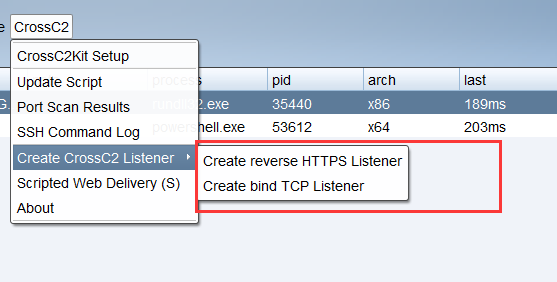 e CrossC2
CrossC2Kit Setup
process pid arch last
Update Script
G. .exe 35440 x86 189ms
Port Scan Results
powershell.exe 53612 x64 203ms
SSH Command Log
Create CrossC2 Listener
Create reverse HTTPS Listener
Create bind TCP Listener
Scripted Web Delivery (S)
About